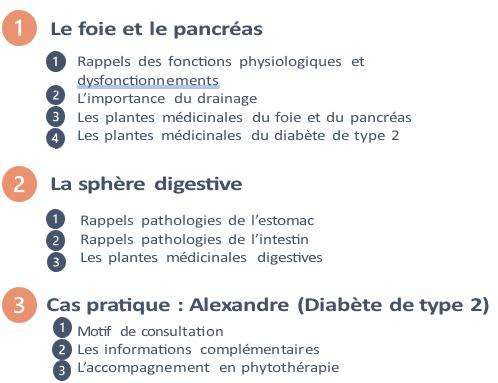 1 Le foie et le pancréas
1 Rappels des fonctions physiologiques et
dysfonctionnements
2 L'importance du drainage
3 Les plantes médicinales du foie et du pancréas
4 Les plantes médicinales du diabète de type 2
2 La sphère digestive
1 Rappels pathologies de l'estomac
2 Rappels pathologies de l'intestin
3 Les plantes médicinales digestives
3 Cas pratique : Alexandre (Diabète de type 2)
1 Motif de consultation
2 Les informations complémentaires
3 L'accompagnement en phytothérapie